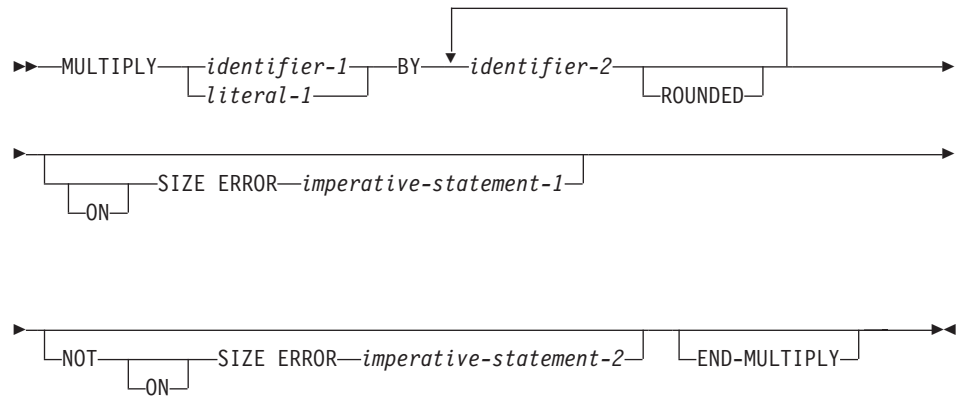 MULTIPLY identifier-1 BY identifier-2
literal-1 ROUNDED
SIZE ERROR imperative-statement-1
ON
NOT SIZE ERROR imperative-statement-2 END-MULTIPLY
ON